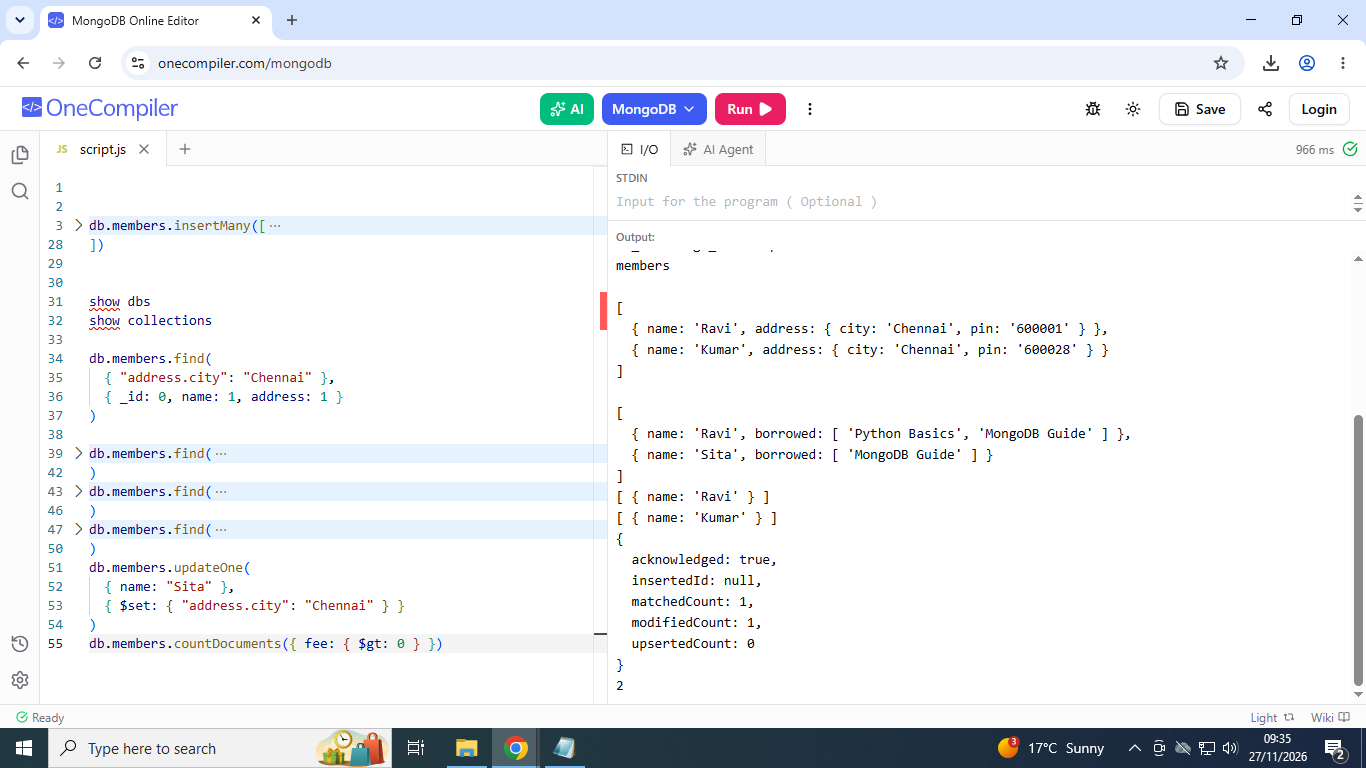 MongoDB Online Editor
onecompiler.com/mongodb
OneCompiler
AI
MongoDB
Run
Save
Login
JS script.js
I/O
AI Agent
966 ms
STDIN
Input for the program ( Optional )
Output:
1
2
3 db.members.insertMany([ ···
28 ])
29
30
31 show dbs
32 show collections
33
34 db.members.find(
35 { "address.city": "Chennai" },
36 { _id: 0, name: 1, address: 1 }
37 )
38
39 db.members.find( ···
42 )
43 db.members.find( ···
46 )
47 db.members.find( ···
50 )
51 db.members.updateOne(
52 { name: "Sita" },
53 { $set: { "address.city": "Chennai" } }
54 )
55 db.members.countDocuments({ fee: { $gt: 0 } })
members
[
{ name: 'Ravi', address: { city: 'Chennai', pin: '600001' } },
{ name: 'Kumar', address: { city: 'Chennai', pin: '600028' } }
]
[
{ name: 'Ravi', borrowed: [ 'Python Basics', 'MongoDB Guide' ] },
{ name: 'Sita', borrowed: [ 'MongoDB Guide' ] }
]
[ { name: 'Ravi' } ]
[ { name: 'Kumar' } ]
{
acknowledged: true,
insertedId: null,
matchedCount: 1,
modifiedCount: 1,
upsertedCount: 0
}
2
Ready
Light
Wiki
Type here to search
3
17°C Sunny
09:35
27/11/2026
2